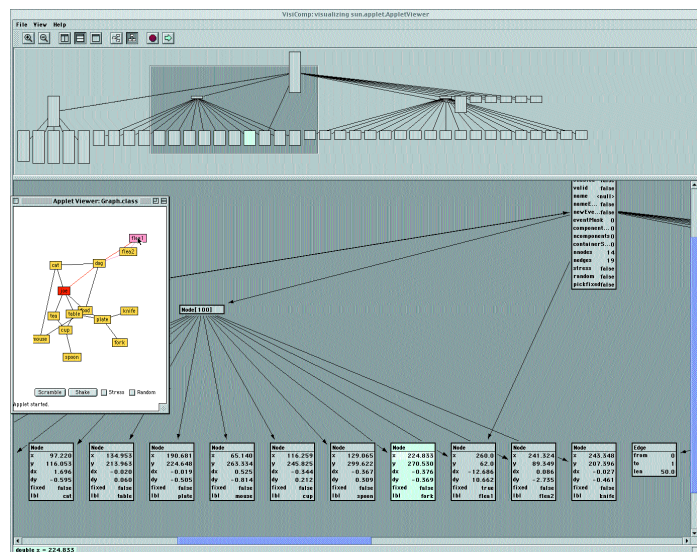 VisiComp: visualizing sun.applet.AppletViewer
File View Help
valid false
name <null>
nameE... false
newEve... false
eventMask 0
component... ()
ncomponents 0
containerS... ()
nnodes 14
nedges 19
stress false
random false
pickfixed false
Applet Viewer: Graph.class
flea1
flea2
cat
dog
tea
table
plate
knife
cup
fork
spoon
Scramble Shake Stress Random
Applet started.
Node[100]
Node
x 97.220
y 116.053
dx 1.696
dy -0.595
fixed false
lbl cat
Node
x 134.953
y 213.963
dx -0.020
dy 0.060
fixed false
lbl table
Node
x 190.681
y 224.648
dx -0.019
dy -0.505
fixed false
lbl plate
Node
x 65.140
y 263.334
dx 0.525
dy -0.814
fixed false
lbl mouse
Node
x 116.259
y 245.825
dx -0.344
dy 0.212
fixed false
lbl cup
Node
x 129.065
y 299.622
dx -0.367
dy 0.309
fixed false
lbl spoon
Node
x 224.833
y 270.530
dx -0.376
dy -0.369
fixed false
lbl fork
Node
x 260.0
y 62.0
dx -12.686
dy 10.662
fixed true
lbl flea1
Node
x 241.324
y 89.349
dx 0.086
dy -2.735
fixed false
lbl flea2
Node
x 243.348
y 207.396
dx -0.027
dy -0.461
fixed false
lbl knife
Edge
from 0
to 1
len 50.0
double x = 224.833